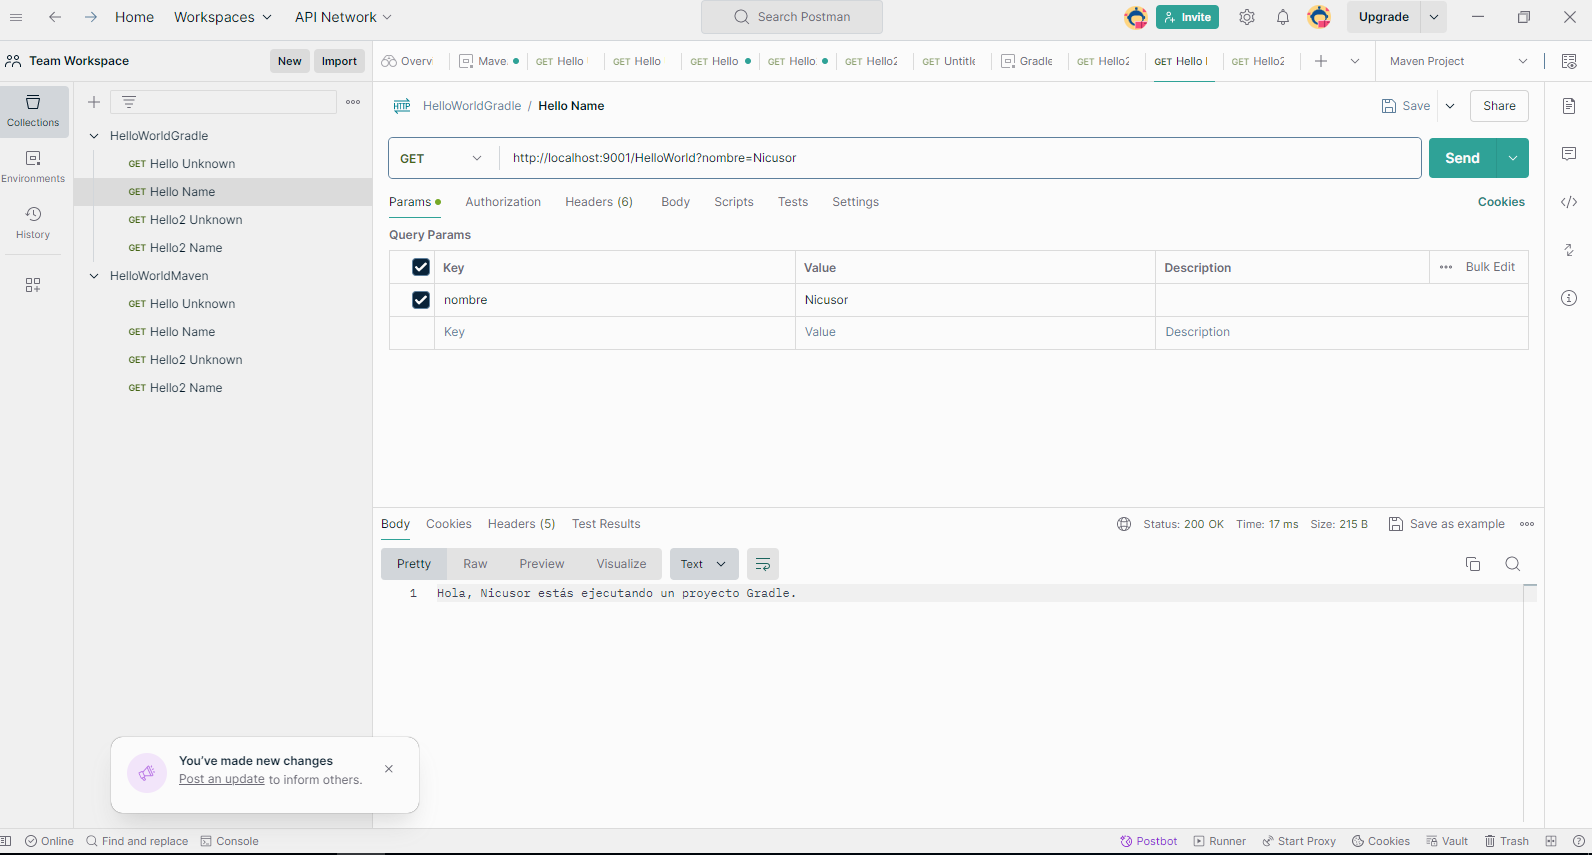 Home Workspaces API Network Search Postman Invite Upgrade
Team Workspace New Import
Overvi Mave GET Hello GET Hello GET Hello GET Hello GET Hello2 GET Untitle Gradle GET Hello2 GET Hello GET Hello2 Maven Project
Collections
Environments
History
HelloWorldGradle
GET Hello Unknown
GET Hello Name
GET Hello2 Unknown
GET Hello2 Name
HelloWorldMaven
GET Hello Unknown
GET Hello Name
GET Hello2 Unknown
GET Hello2 Name
HTTP HelloWorldGradle / Hello Name Save Share
GET http://localhost:9001/HelloWorld?nombre=Nicusor Send
Params Authorization Headers (6) Body Scripts Tests Settings Cookies
Query Params
Key Value Description Bulk Edit
nombre Nicusor
Key Value Description
Body Cookies Headers (5) Test Results Status: 200 OK Time: 17 ms Size: 215 B Save as example
Pretty Raw Preview Visualize Text
1 Hola, Nicusor estás ejecutando un proyecto Gradle.
You've made new changes
Post an update to inform others.
Online Find and replace Console Postbot Runner Start Proxy Cookies Vault Trash